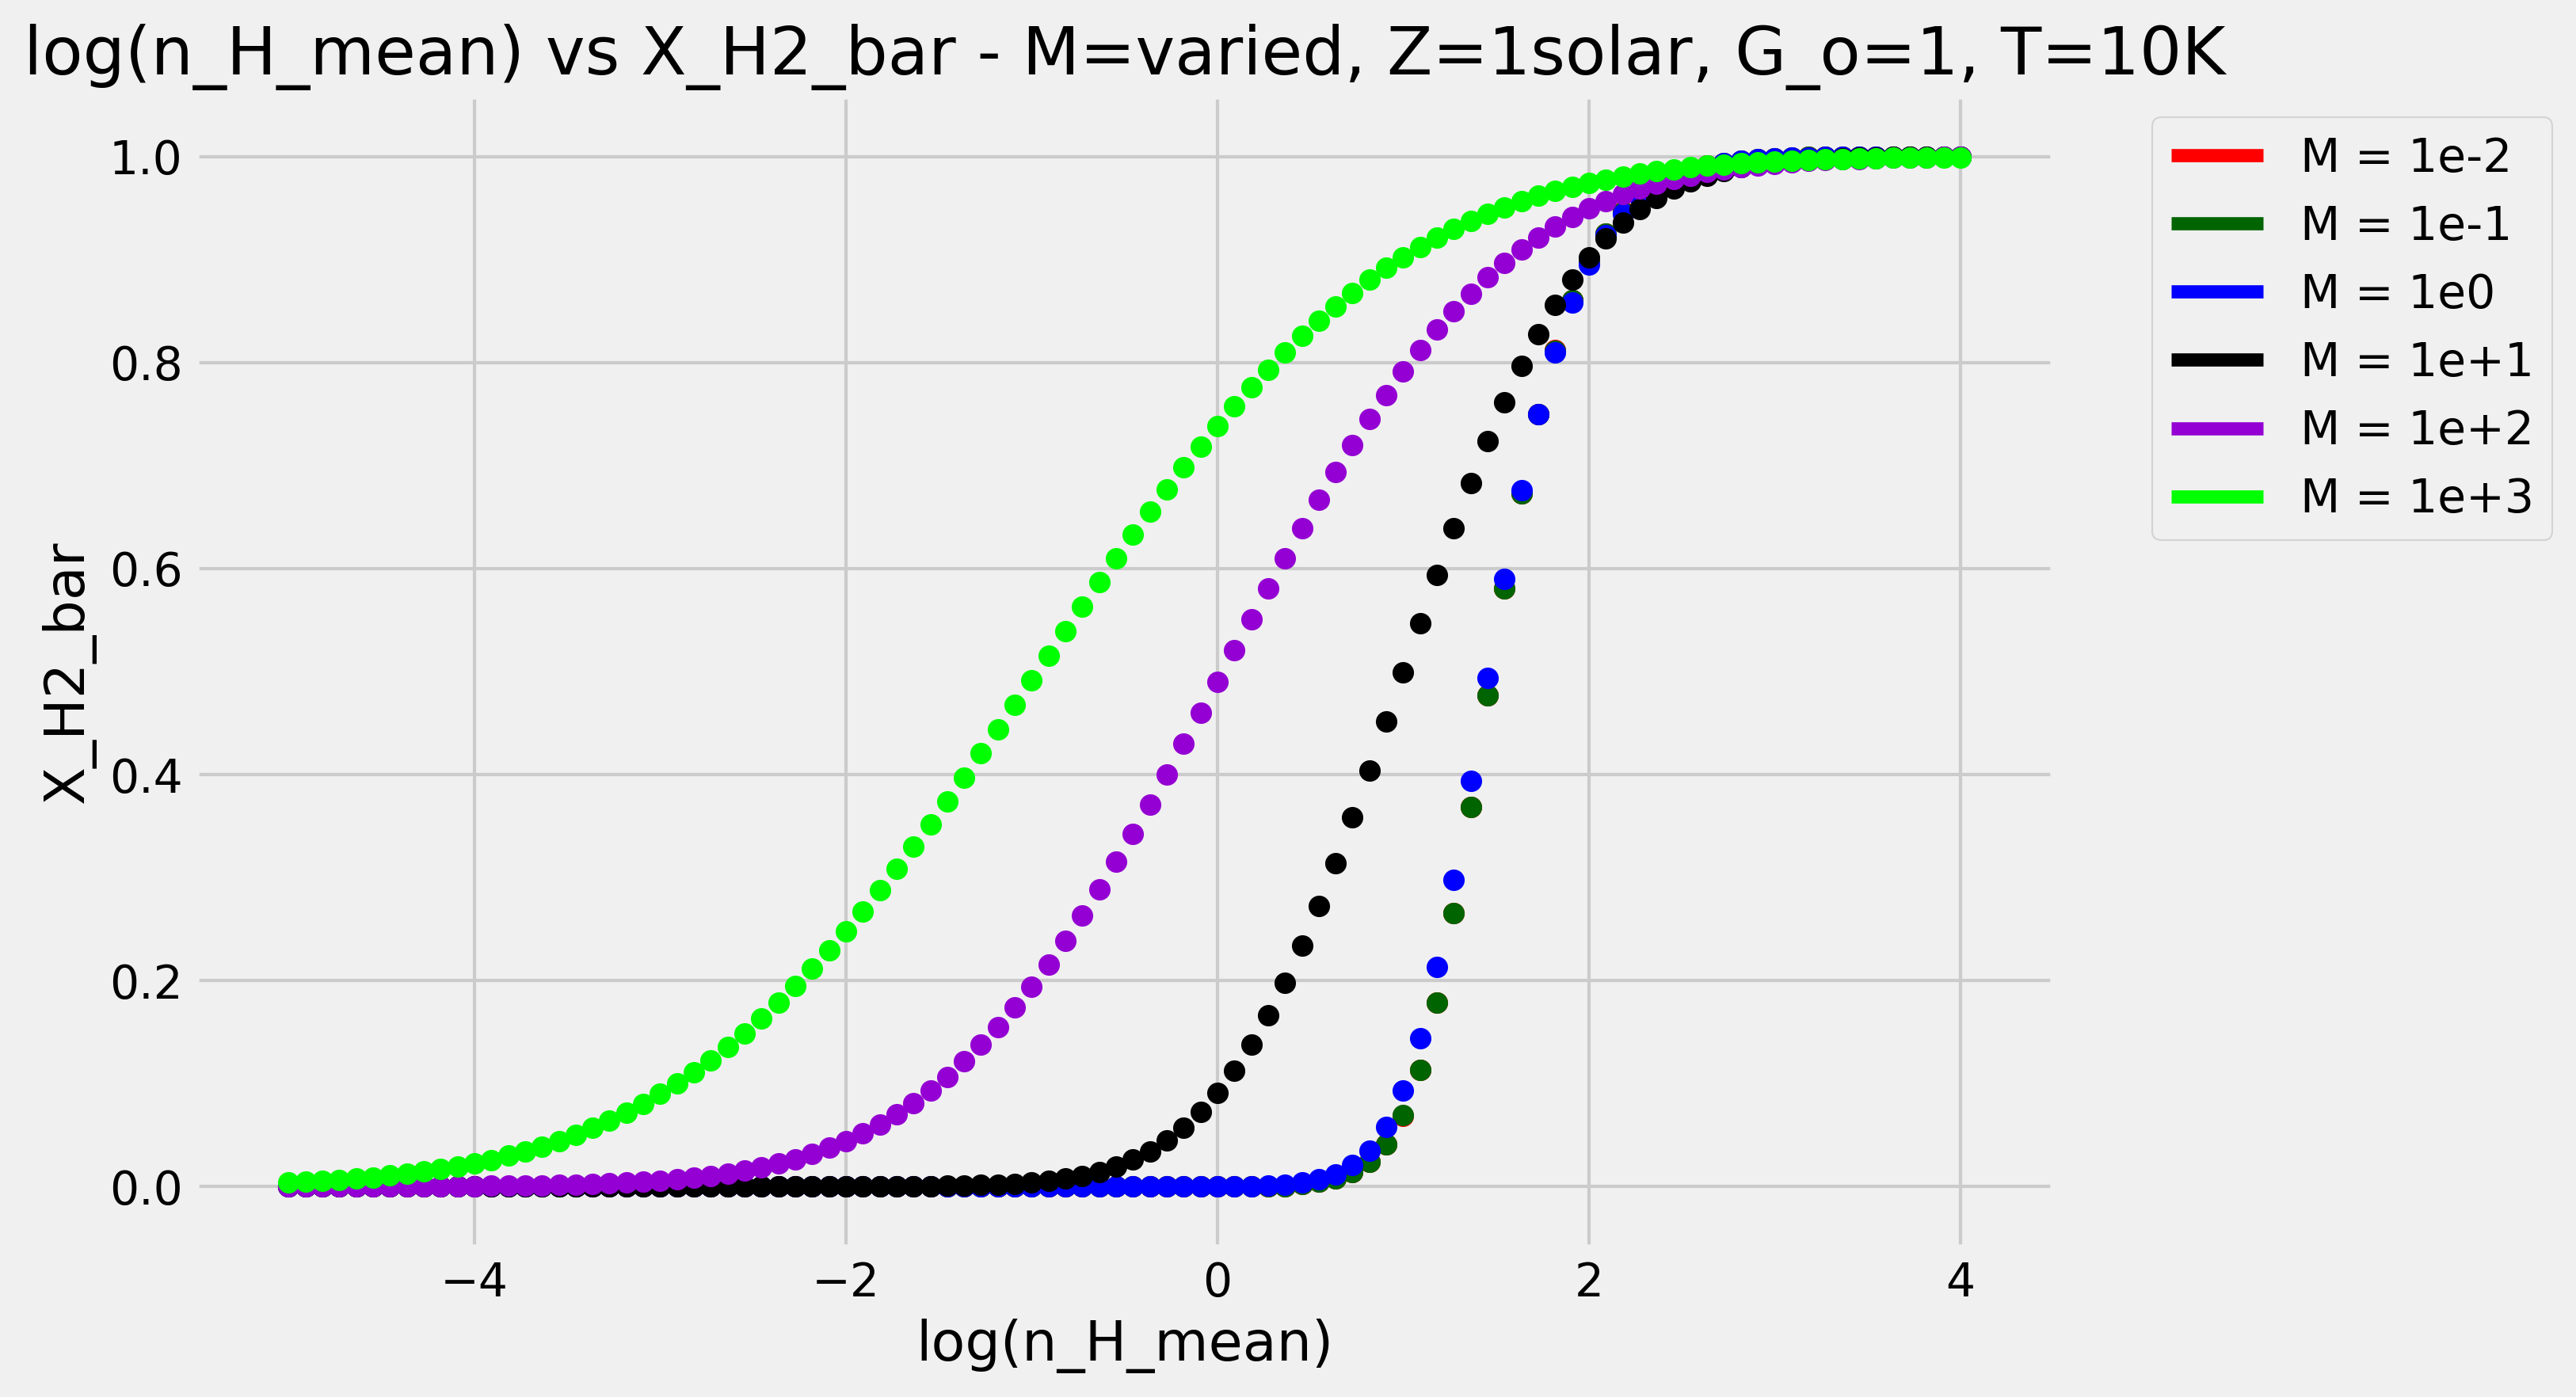 log(n_H_mean) vs X_H2_bar - M=varied, Z=1solar, G_o=1, T=10K
M = 1e-2
M = 1e-1
M = 1e0
M = 1e+1
M = 1e+2
M = 1e+3
X_H2_bar
1.0
0.8
0.6
0.4
0.2
0.0
−4 −2 0 2 4
log(n_H_mean)